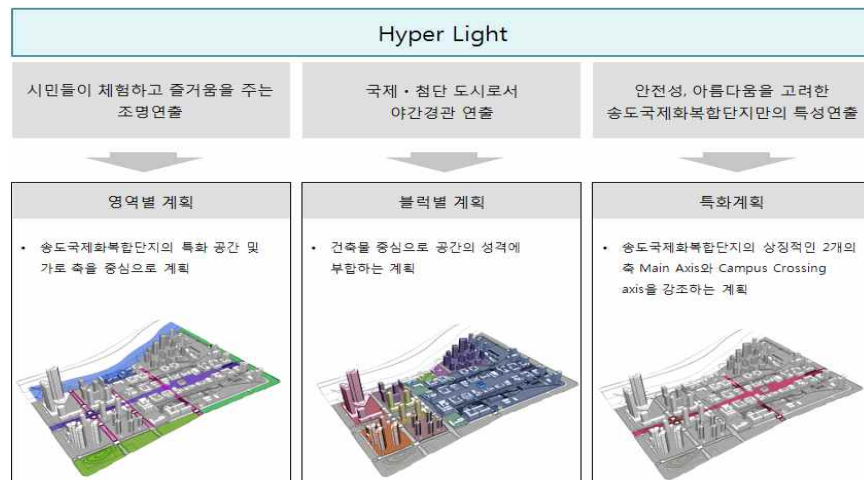 Hyper Light
시민들이 체험하고 즐거움을 주는
조명연출
국제・첨단 도시로서
야간경관 연출
안전성, 아름다움을 고려한
송도국제화복합단지만의 특성연출
영역별 계획
• 송도국제화복합단지의 특화 공간 및
가로 축을 중심으로 계획
블럭별 계획
• 건축물 중심으로 공간의 성격에
부합하는 계획
특화계획
• 송도국제화복합단지의 상징적인 2개의
축 Main Axis와 Campus Crossing
axis을 강조하는 계획